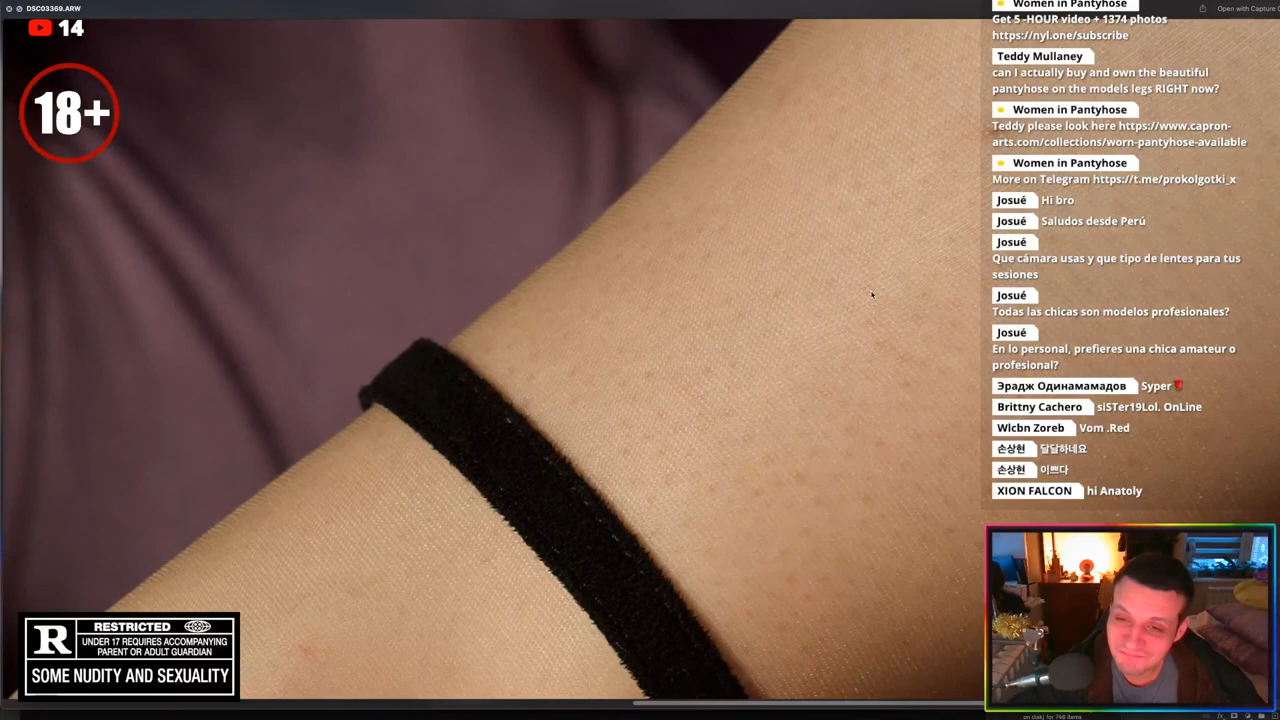 DSC03369.ARW
Open with Capture
14
18+
Women in Pantyhose
Get 5 -HOUR video + 1374 photos
https://nyl.one/subscribe
Teddy Mullaney
can I actually buy and own the beautiful
pantyhose on the models legs RIGHT now?
Women in Pantyhose
Teddy please look here https://www.capron-
arts.com/collections/worn-pantyhose-available
Women in Pantyhose
More on Telegram https://t.me/prokolgotki_x
Josué Hi bro
Josué Saludos desde Perú
Josué
Que cámara usas y que tipo de lentes para tus
sesiones
Josué
Todas las chicas son modelos profesionales?
Josué
En lo personal, prefieres una chica amateur o
profesional?
Эрадж Одинамамадов Syper
Brittny Cachero siSTer19Lol. OnLine
Wlcbn Zoreb Vom .Red
손상현 달달하네요
손상현 이쁘다
XION FALCON hi Anatoly
R
RESTRICTED
UNDER 17 REQUIRES ACCOMPANYING
PARENT OR ADULT GUARDIAN
SOME NUDITY AND SEXUALITY